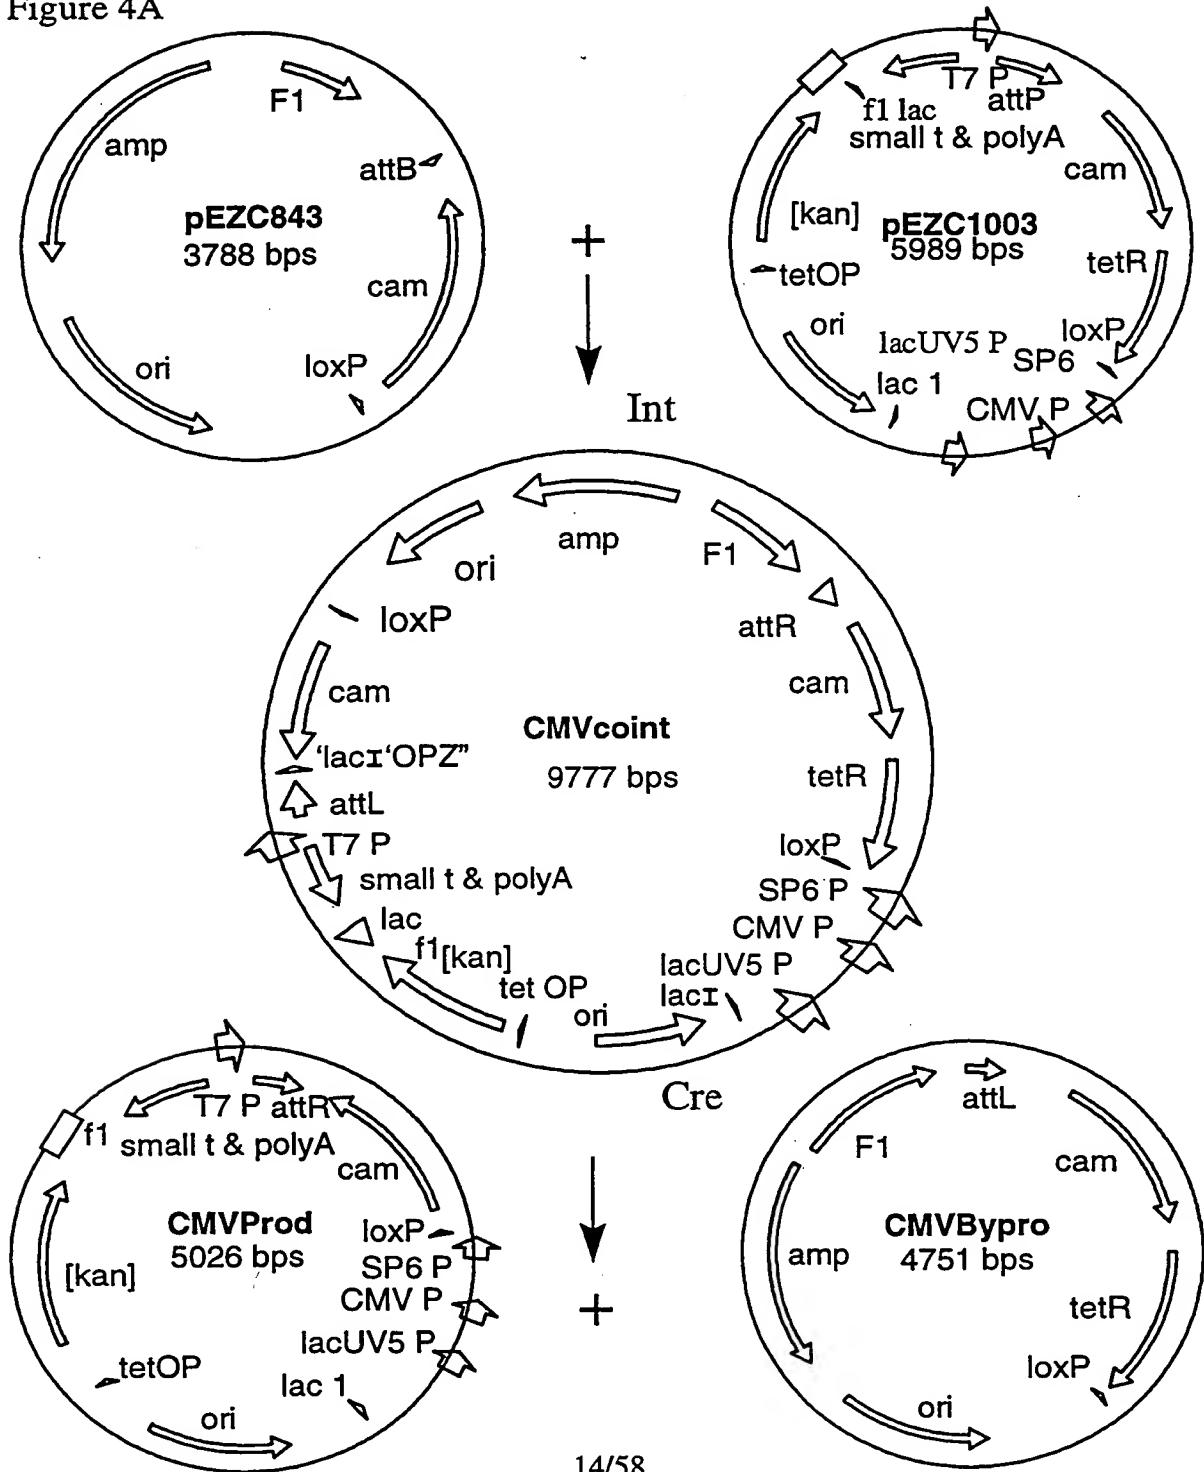 Figure 4A
F1
amp
attB
pEZC843
3788 bps
cam
ori
loxP
+
T7 P
attP
f1 lac
small t & polyA
cam
[kan]
pEZC1003
5989 bps
tetR
tetOP
ori
lacUV5 P
loxP
SP6
lac 1
CMV P
Int
amp
F1
ori
attR
loxP
cam
cam
CMVcoint
'lacI'OPZ"
9777 bps
tetR
attL
T7 P
loxP
small t & polyA
SP6 P
lac
CMV P
f1
[kan]
lacUV5 P
tet OP
lacI
ori
Cre
T7 P
attR
f1
small t & polyA
cam
CMVProd
5026 bps
loxP
[kan]
SP6 P
CMV P
lacUV5 P
tetOP
lac 1
ori
+
attL
F1
cam
CMVBypro
4751 bps
amp
tetR
loxP
ori
14/58